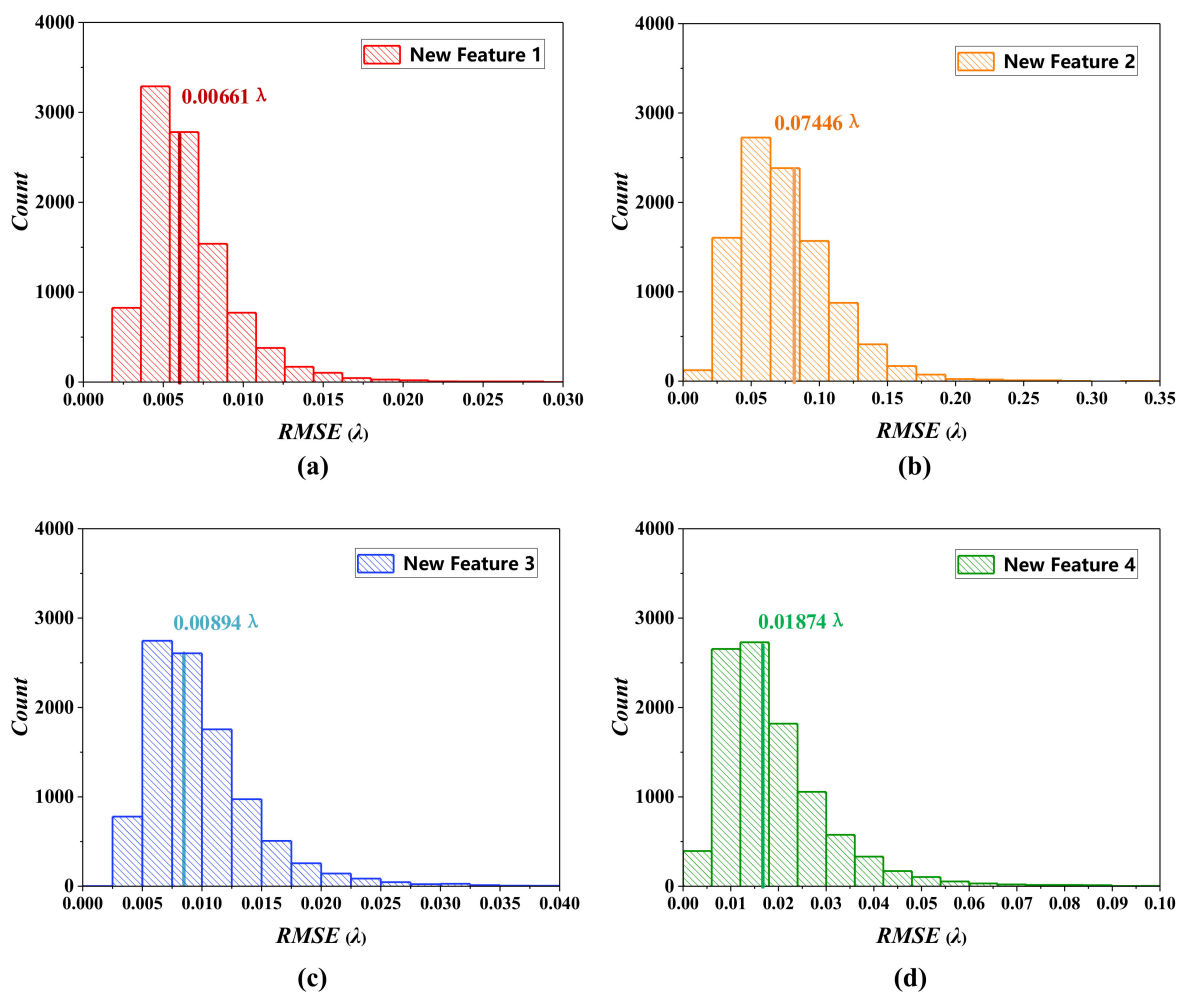 4000
3000
2000
1000
0
Count
New Feature 1
0.00661 λ
0.000 0.005 0.010 0.015 0.020 0.025 0.030
RMSE (λ)
(a)
4000
3000
2000
1000
0
Count
New Feature 2
0.07446 λ
0.00 0.05 0.10 0.15 0.20 0.25 0.30 0.35
RMSE (λ)
(b)
4000
3000
2000
1000
0
Count
New Feature 3
0.00894 λ
0.000 0.005 0.010 0.015 0.020 0.025 0.030 0.035 0.040
RMSE (λ)
(c)
4000
3000
2000
1000
0
Count
New Feature 4
0.01874 λ
0.00 0.01 0.02 0.03 0.04 0.05 0.06 0.07 0.08 0.09 0.10
RMSE (λ)
(d)